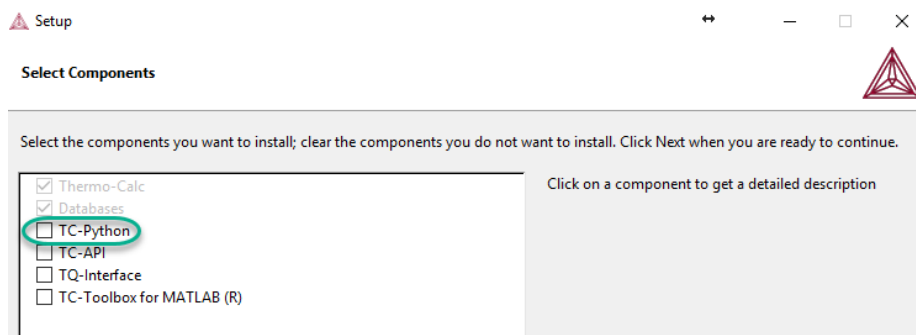 Setup
Select Components
Select the components you want to install; clear the components you do not want to install. Click Next when you are ready to continue.
Thermo-Calc
Databases
TC-Python
TC-API
TQ-Interface
TC-Toolbox for MATLAB (R)
Click on a component to get a detailed description